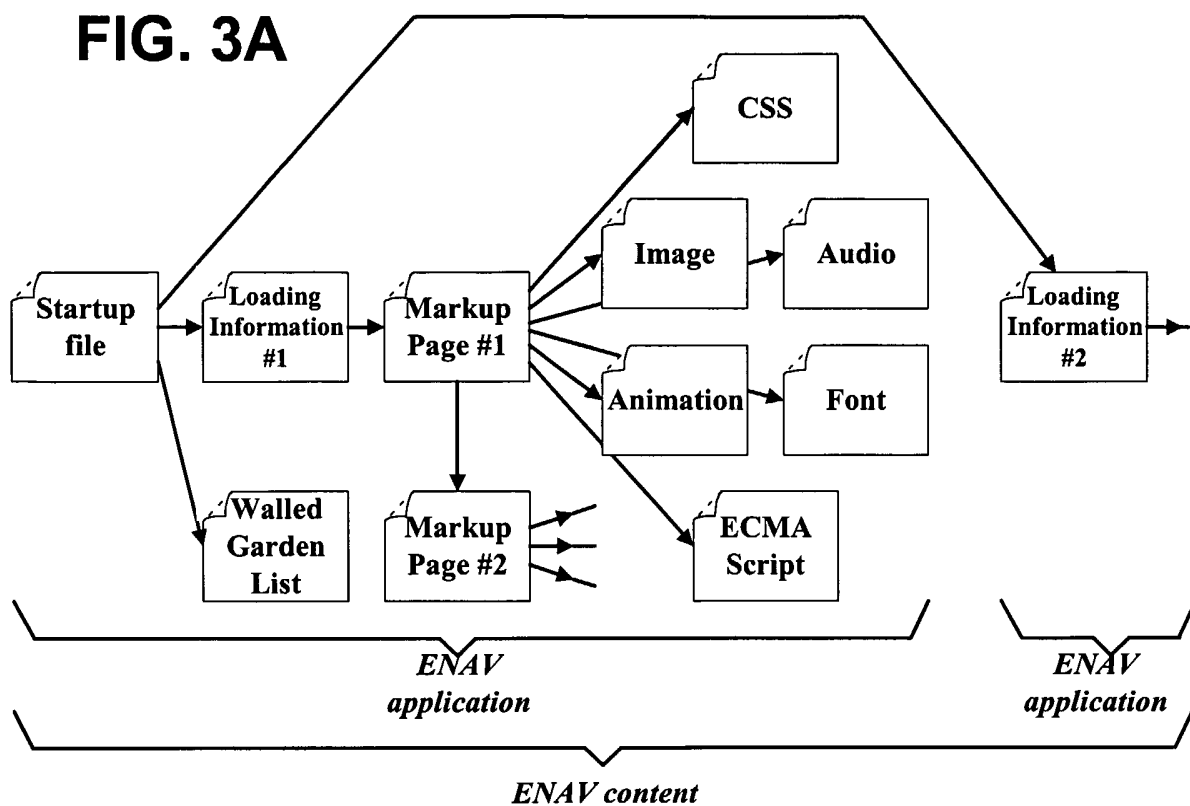 FIG. 3A
CSS
Image
Audio
Startup
file
Loading
Information
#1
Markup
Page #1
Loading
Information
#2
Animation
Font
Walled
Garden
List
Markup
Page #2
ECMA
Script
ENAV
application
ENAV
application
ENAV content